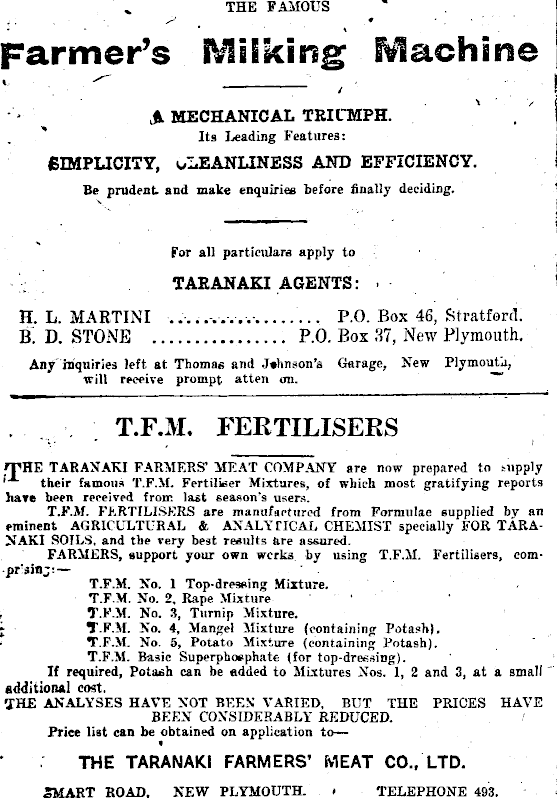 THE FAMOUS
Farmer's Milking Machine
A MECHANICAL TRIUMPH.
Its Leading Features:
SIMPLICITY, CLEANLINESS AND EFFICIENCY.
Be prudent and make enquiries before finally deciding.
For all particulars apply to
TARANAKI AGENTS:
H. L. MARTINI .................. P.O. Box 46, Stratford.
B. D. STONE ................ P.O. Box 37, New Plymouth.
Any inquiries left at Thomas and Johnson's Garage, New Plymouth,
will receive prompt atten on.
T.F.M. FERTILISERS
THE TARANAKI FARMERS' MEAT COMPANY are now prepared to supply
their famous T.F.M. Fertiliser Mixtures, of which most gratifying reports
have been received from last season's users.
T.F.M. FERTILISERS are manufactured from Formulae supplied by an
eminent AGRICULTURAL & ANALYTICAL CHEMIST specially FOR TARA-
NAKI SOILS, and the very best results are assured.
FARMERS, support your own works by using T.F.M. Fertilisers, com-
prising:—
T.F.M. No. 1 Top-dressing Mixture.
T.F.M. No. 2, Rape Mixture
T.F.M. No. 3, Turnip Mixture.
T.F.M. No. 4, Mangel Mixture (containing Potash).
T.F.M. No. 5, Potato Mixture (containing Potash).
T.F.M. Basic Superphosphate (for top-dressing).
If required, Potash can be added to Mixtures Nos. 1, 2 and 3, at a small
additional cost.
THE ANALYSES HAVE NOT BEEN VARIED, BUT THE PRICES HAVE
BEEN CONSIDERABLY REDUCED.
Price list can be obtained on application to—
THE TARANAKI FARMERS' MEAT CO., LTD.
SMART ROAD, NEW PLYMOUTH. TELEPHONE 493.